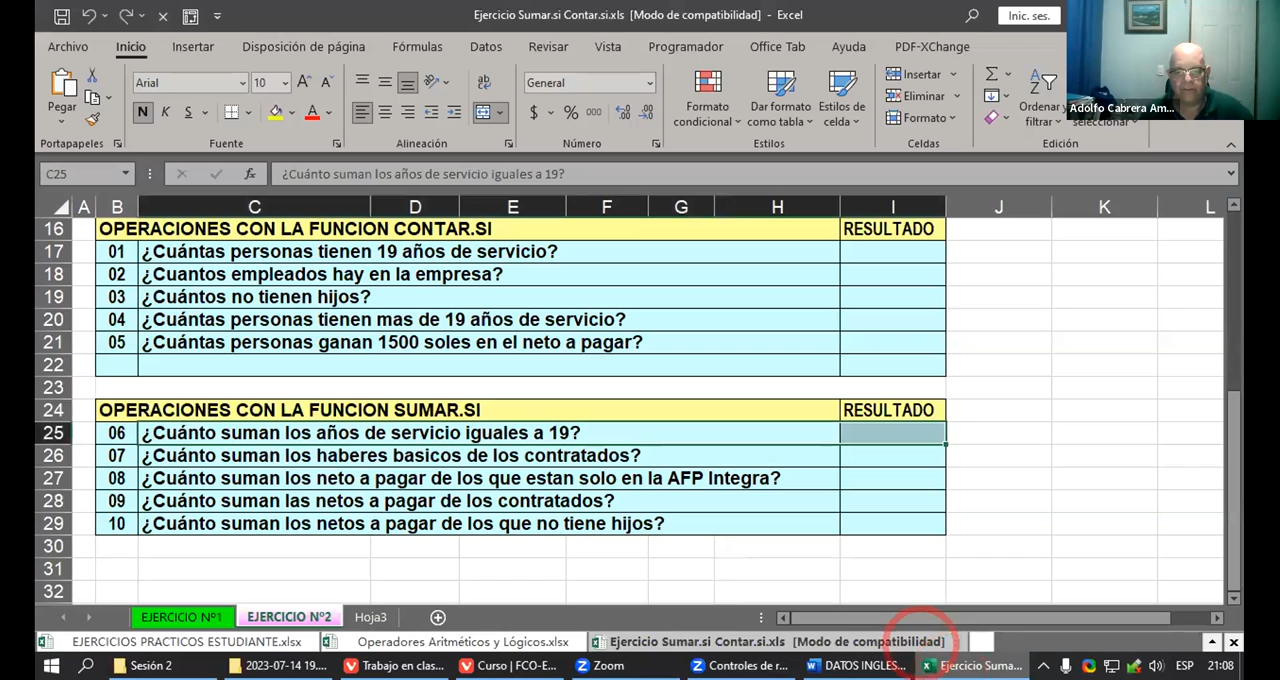 Ejercicio Sumar.si Contar.si.xls [Modo de compatibilidad] - Excel
Inic. ses.
Archivo Inicio Insertar Disposición de página Fórmulas Datos Revisar Vista Programador Office Tab Ayuda PDF-XChange
Adolfo Cabrera Am...
Pegar
Arial 10
N K S
General
$ % 000
Formato condicional
Dar formato como tabla
Estilos de celda
Insertar
Eliminar
Formato
Ordenar
filtrar
seleccionar
Portapapeles Fuente Alineación Número Estilos Celdas Edición
C25 fx ¿Cuánto suman los años de servicio iguales a 19?
A B C D E F G H I J K L
16 OPERACIONES CON LA FUNCION CONTAR.SI RESULTADO
17 01 ¿Cuántas personas tienen 19 años de servicio?
18 02 ¿Cuantos empleados hay en la empresa?
19 03 ¿Cuántos no tienen hijos?
20 04 ¿Cuántas personas tienen mas de 19 años de servicio?
21 05 ¿Cuántas personas ganan 1500 soles en el neto a pagar?
22
23
24 OPERACIONES CON LA FUNCION SUMAR.SI RESULTADO
25 06 ¿Cuánto suman los años de servicio iguales a 19?
26 07 ¿Cuánto suman los haberes basicos de los contratados?
27 08 ¿Cuánto suman los neto a pagar de los que estan solo en la AFP Integra?
28 09 ¿Cuánto suman las netos a pagar de los contratados?
29 10 ¿Cuánto suman los netos a pagar de los que no tiene hijos?
30
31
32
EJERCICIO Nº1 EJERCICIO Nº2 Hoja3
EJERCICIOS PRACTICOS ESTUDIANTE.xlsx Operadores Aritméticos y Lógicos.xlsx Ejercicio Sumar.si Contar.si.xls [Modo de compatibilidad]
Sesión 2 2023-07-14 19.... Trabajo en clas... Curso | FCO-E... Zoom Controles de r... DATOS INGLES... Ejercicio Suma... ESP 21:08